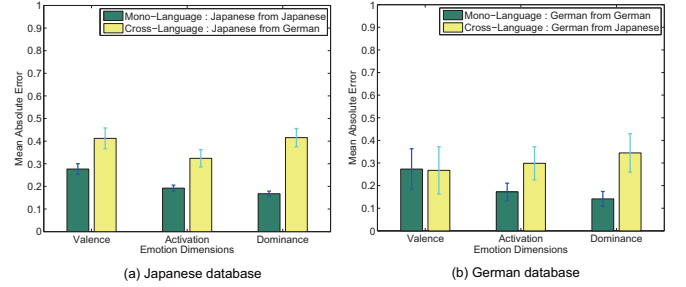 1
0.9
0.8
0.7
0.6
0.5
0.4
0.3
0.2
0.1
0
Mean Absolute Error
Mono-Language : Japanese from Japanese
Cross-Language : Japanese from German
Valence Activation Dominance
Emotion Dimensions
(a) Japanese database
1
0.9
0.8
0.7
0.6
0.5
0.4
0.3
0.2
0.1
0
Mean Absolute Error
Mono-Language : German from German
Cross-Language : German from Japanese
Valence Activation Dominance
Emotion Dimensions
(b) German database